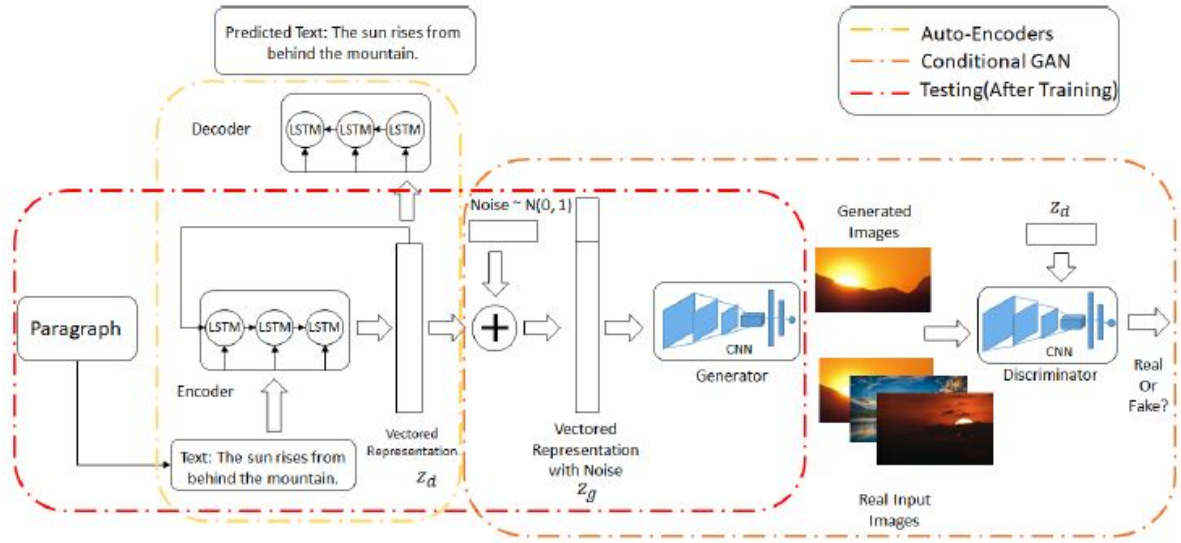 Predicted Text: The sun rises from
behind the mountain.
Auto-Encoders
Conditional GAN
Testing(After Training)
Decoder
LSTM
LSTM
LSTM
Noise ~ N(0, 1)
Generated
Images
z_d
Paragraph
LSTM
LSTM
LSTM
Encoder
CNN
Generator
CNN
Discriminator
Real
Or
Fake?
Text: The sun rises from
behind the mountain.
Vectored
Representation
z_d
Vectored
Representation
with Noise
z_g
Real Input
Images